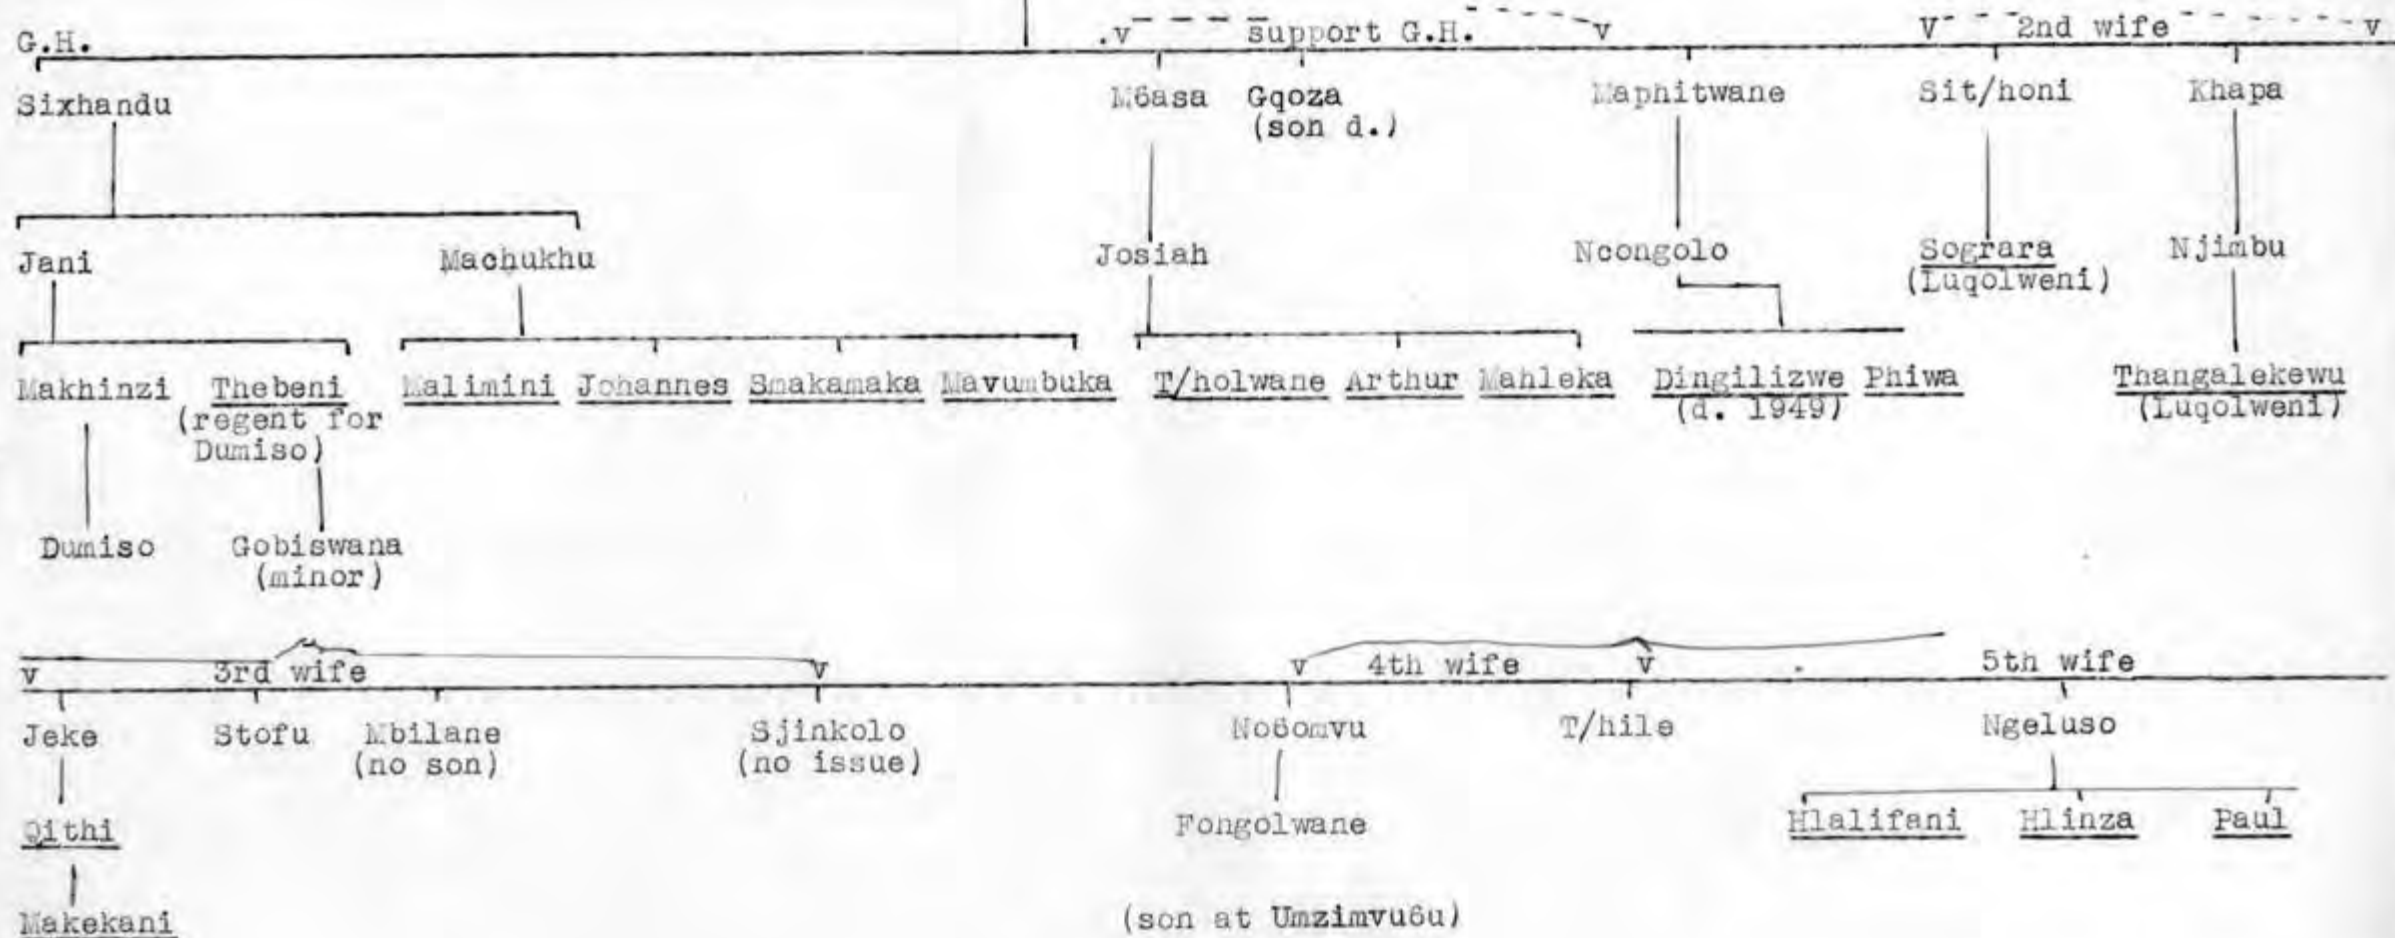 G.H. .v support G.H. v V 2nd wife v
Sixhandu Mɓasa Gqoza Maphitwane Sit/honi Khapa
(son d.)
Jani Machukhu Josiah Ncongolo Sograra Njimbu
(Luqolweni)
Makhinzi Thebeni Malimini Johannes Smakamaka Mavumbuka T/holwane Arthur Mahleka Dingilizwe Phiwa Thangalekewu
(regent for Dumiso) (d. 1949) (Luqolweni)
Dumiso Gobiswana
(minor)
v 3rd wife v v 4th wife v 5th wife
Jeke Stofu Mbilane Sjinkolo Noɓomvu T/hile Ngeluso
(no son) (no issue)
Qithi Fongolwane Hlalifani Hlinza Paul
Makekani (son at Umzimvuɓu)